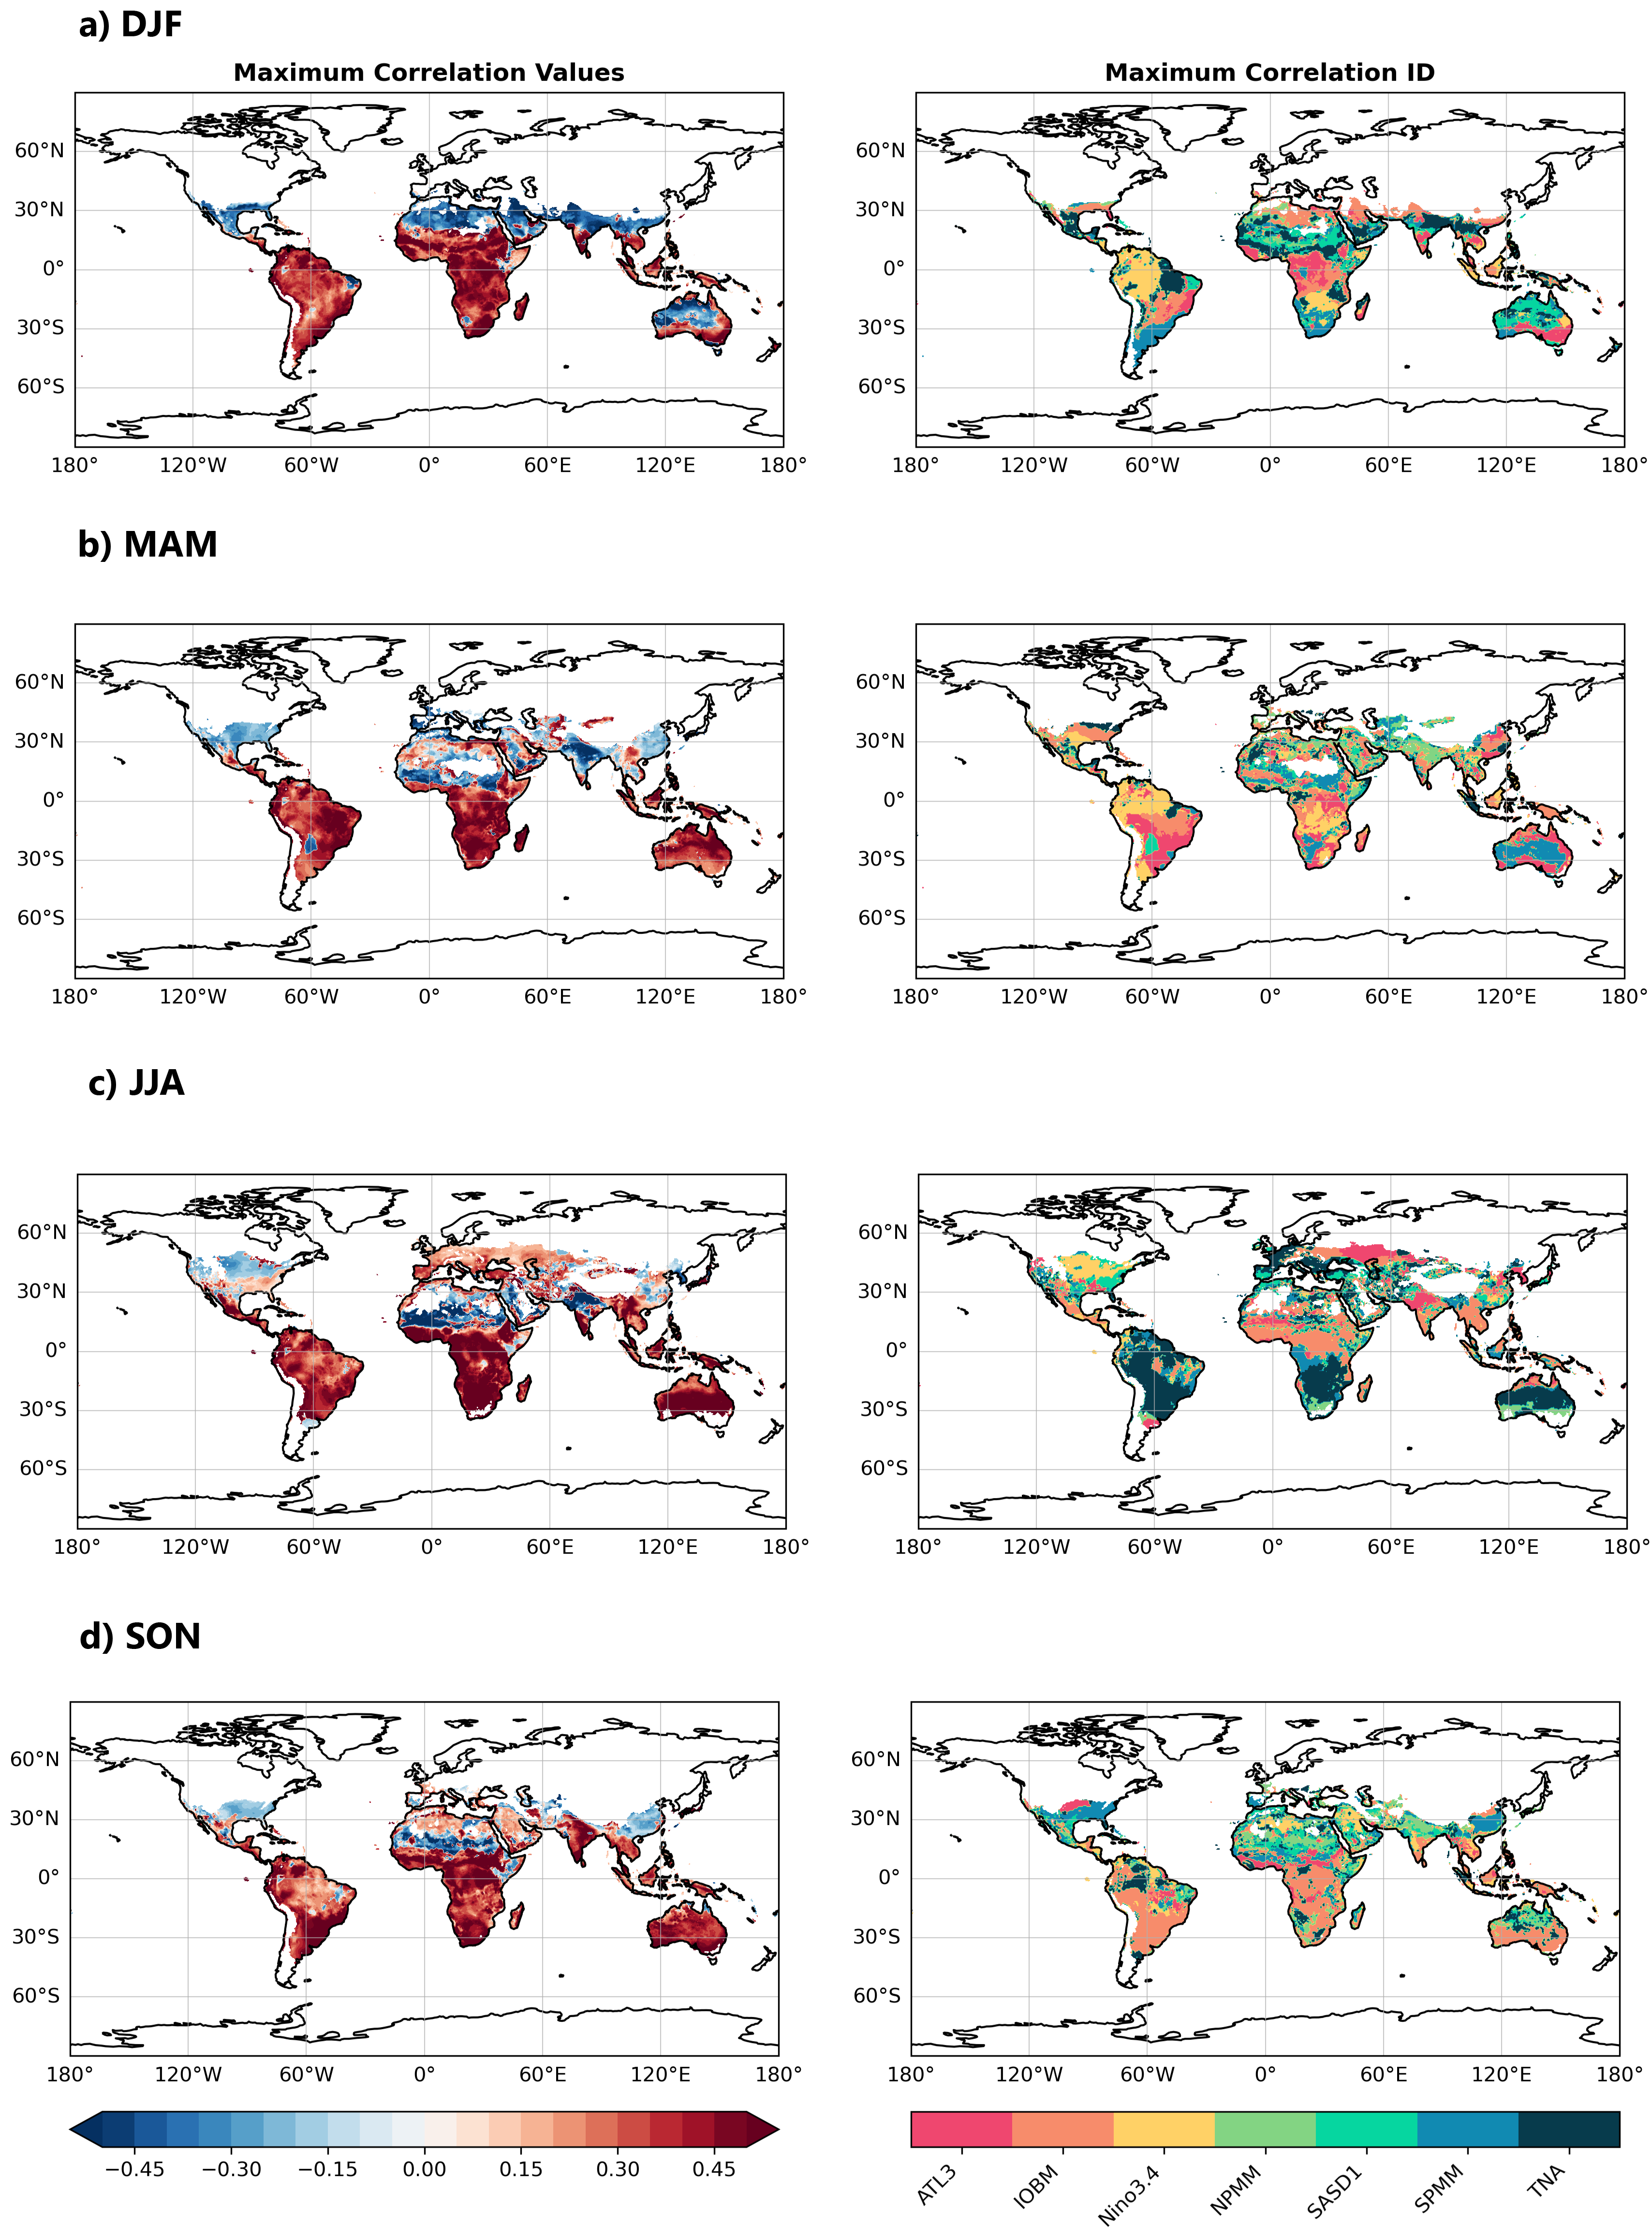 a) DJF
Maximum Correlation Values Maximum Correlation ID
60°N 60°N
30°N 30°N
0° 0°
30°S 30°S
60°S 60°S
180° 120°W 60°W 0° 60°E 120°E 180° 180° 120°W 60°W 0° 60°E 120°E 180°
b) MAM
60°N 60°N
30°N 30°N
0° 0°
30°S 30°S
60°S 60°S
180° 120°W 60°W 0° 60°E 120°E 180° 180° 120°W 60°W 0° 60°E 120°E 180°
c) JJA
60°N 60°N
30°N 30°N
0° 0°
30°S 30°S
60°S 60°S
180° 120°W 60°W 0° 60°E 120°E 180° 180° 120°W 60°W 0° 60°E 120°E 180°
d) SON
60°N 60°N
30°N 30°N
0° 0°
30°S 30°S
60°S 60°S
180° 120°W 60°W 0° 60°E 120°E 180° 180° 120°W 60°W 0° 60°E 120°E 180°
−0.45 −0.30 −0.15 0.00 0.15 0.30 0.45
ATL3 IOBM Nino3.4 NPMM SASD1 SPMM TNA